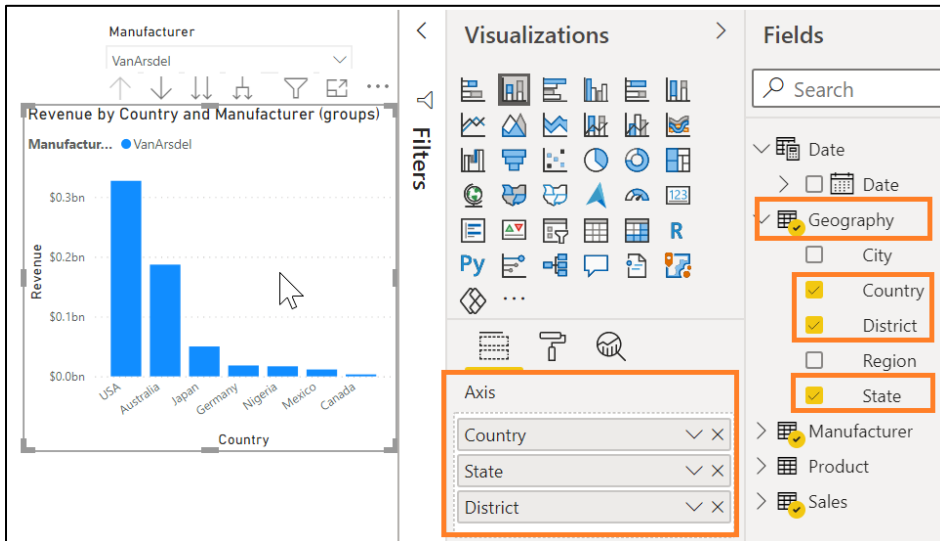 Manufacturer
VanArsdel
Revenue by Country and Manufacturer (groups)
Manufactur... VanArsdel
$0.3bn
$0.2bn
$0.1bn
$0.0bn
Revenue
USA
Australia
Japan
Germany
Nigeria
Mexico
Canada
Country
Filters
Visualizations
123
R
Py
...
Axis
Country
State
District
Fields
Search
Date
Date
Geography
City
Country
District
Region
State
Manufacturer
Product
Sales